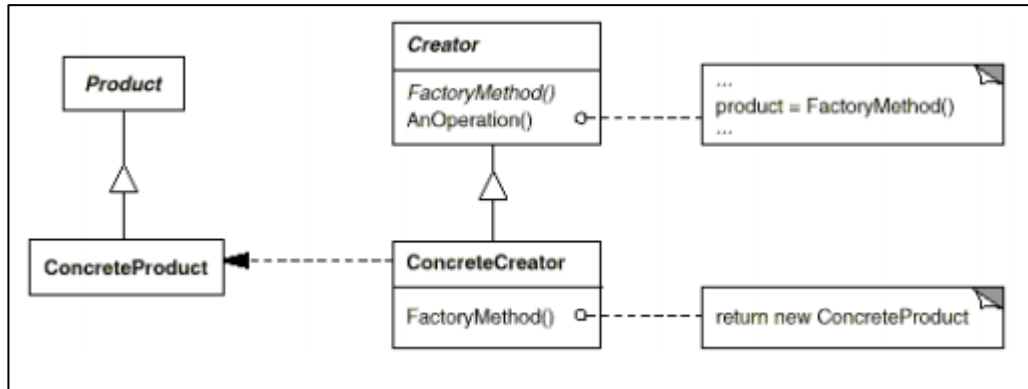 Product
ConcreteProduct
Creator
FactoryMethod()
AnOperation()
...
product = FactoryMethod()
...
ConcreteCreator
FactoryMethod()
return new ConcreteProduct